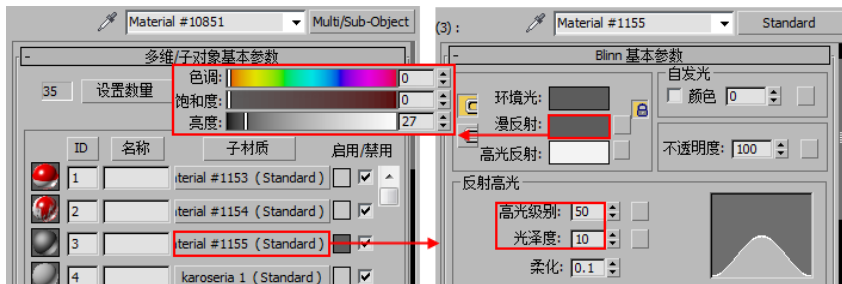 Material #10851 Multi/Sub-Object
多维/子对象基本参数
色调: 0
35 设置数量 饱和度: 0
亮度: 27
ID 名称 子材质 启用/禁用
1 terial #1153 (Standard)
2 terial #1154 (Standard)
3 terial #1155 (Standard)
4 karoseria 1 (Standard)
(3) : Material #1155 Standard
Blinn 基本参数
自发光
环境光: 颜色 0
漫反射:
高光反射: 不透明度: 100
反射高光
高光级别: 50
光泽度: 10
柔化: 0.1